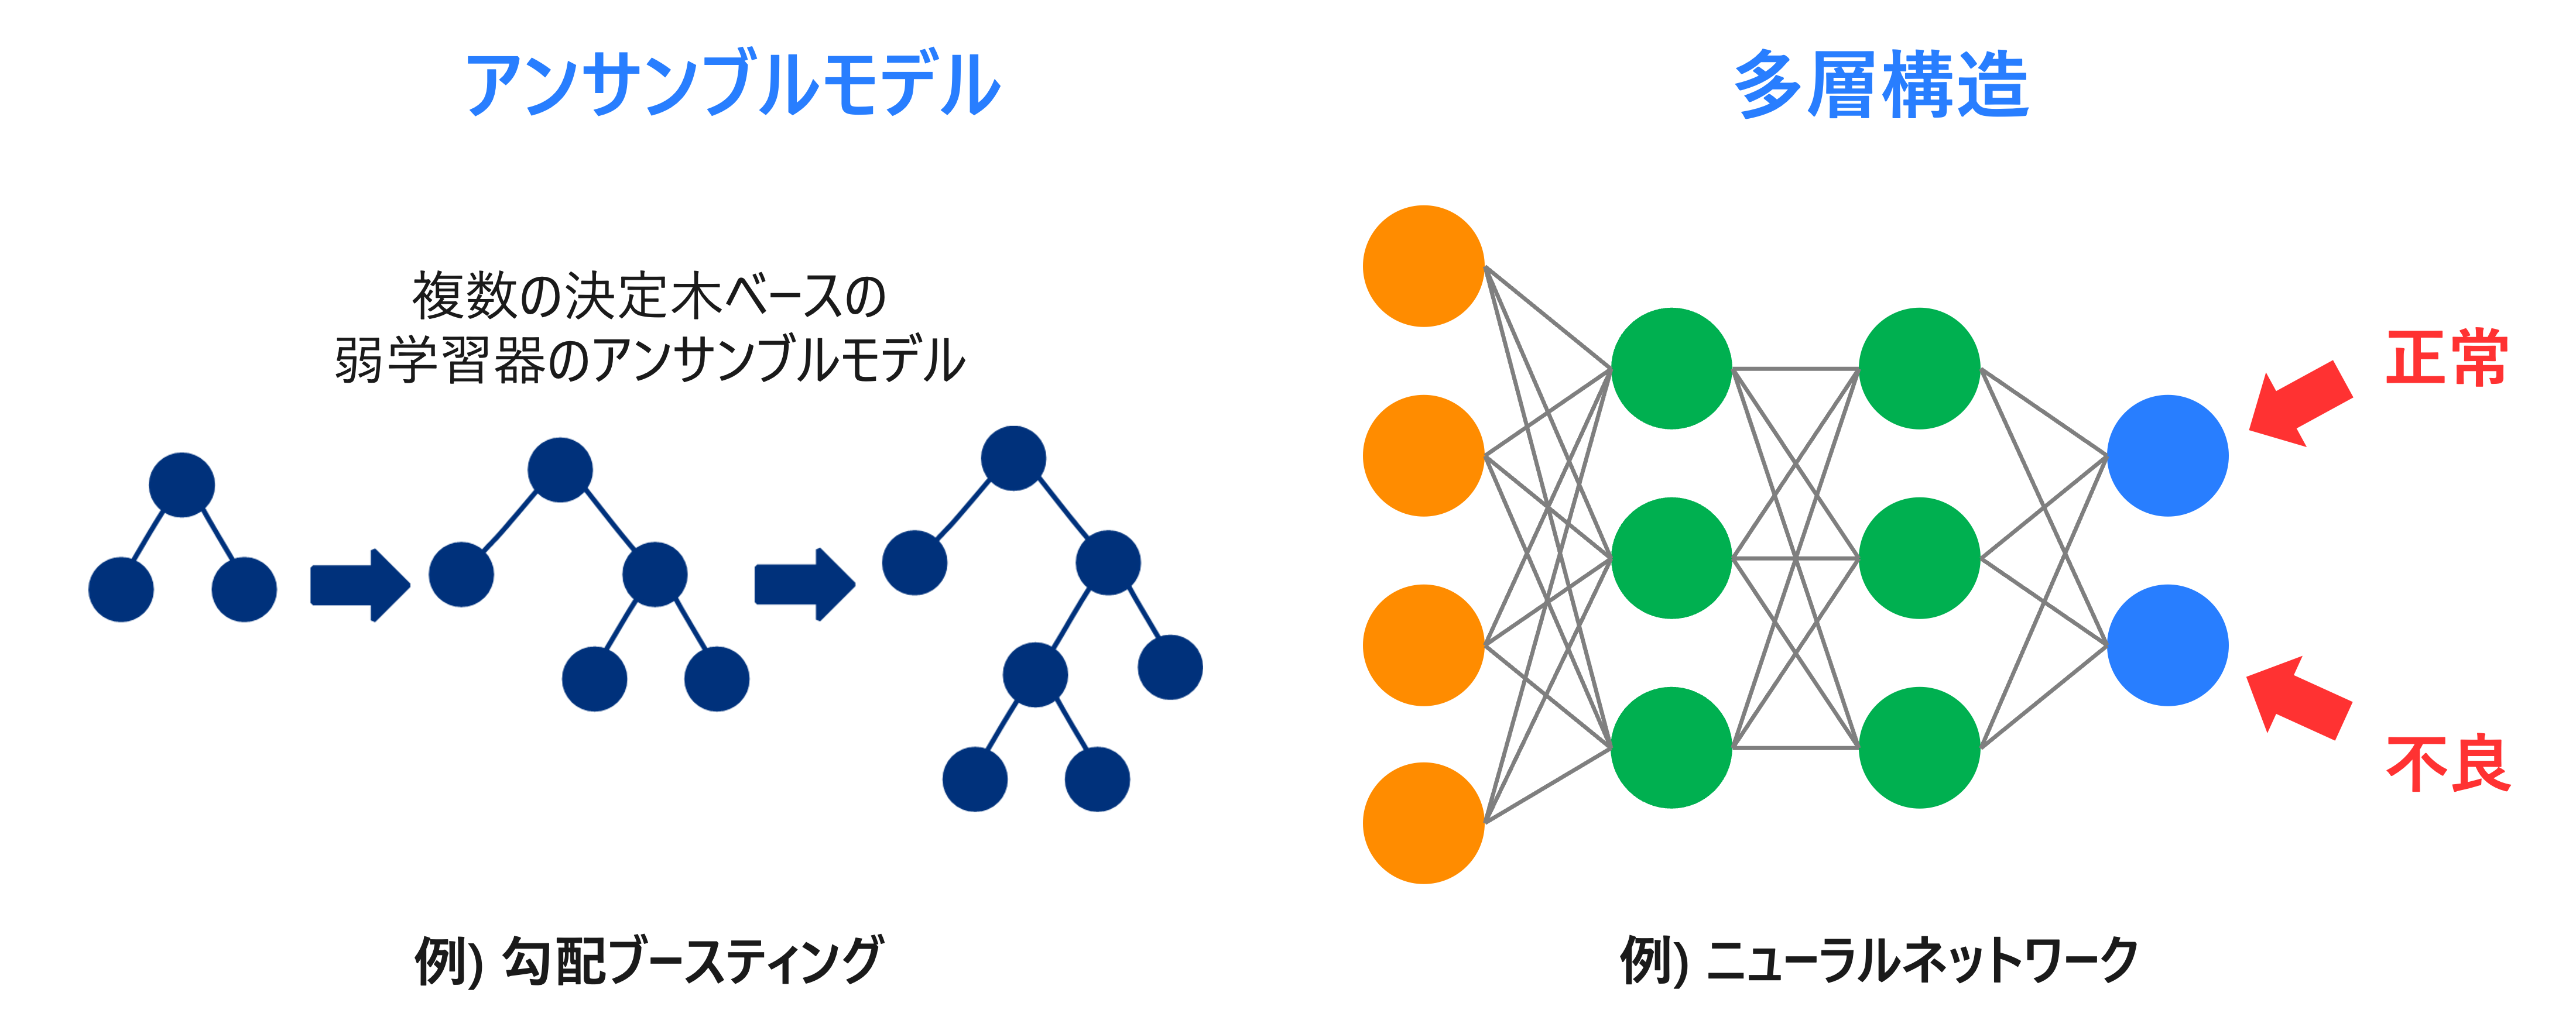 アンサンブルモデル
複数の決定木ベースの
弱学習器のアンサンブルモデル
例) 勾配ブースティング
多層構造
正常
不良
例) ニューラルネットワーク